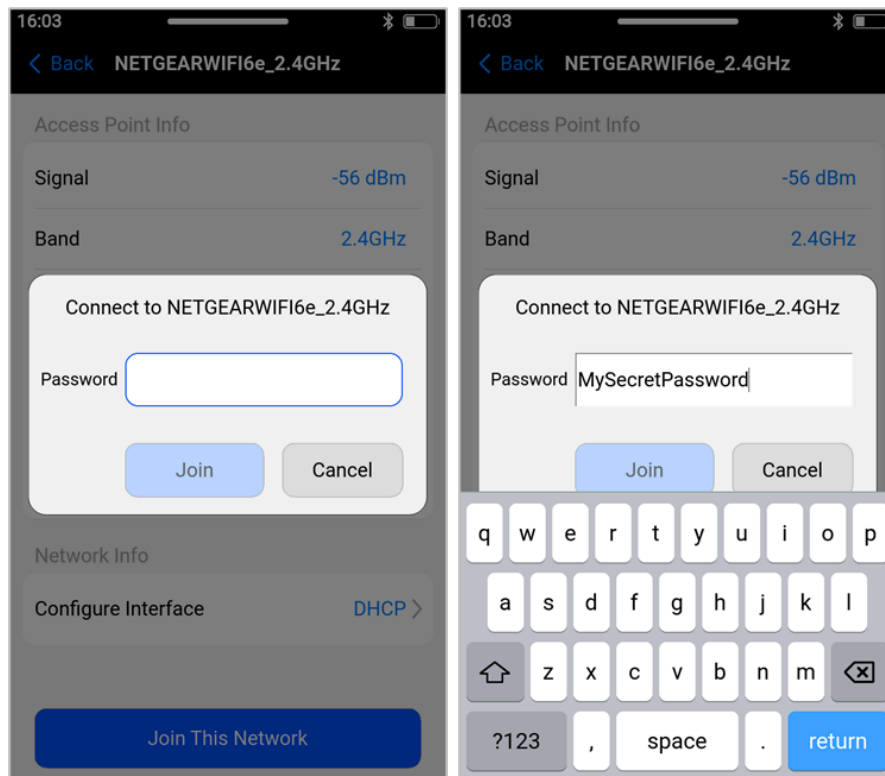 16:03
Back NETGEARWIFI6e_2.4GHz
Access Point Info
Signal -56 dBm
Band 2.4GHz
Connect to NETGEARWIFI6e_2.4GHz
Password
Join Cancel
Network Info
Configure Interface DHCP
Join This Network
16:03
Back NETGEARWIFI6e_2.4GHz
Access Point Info
Signal -56 dBm
Band 2.4GHz
Connect to NETGEARWIFI6e_2.4GHz
Password MySecretPassword
Join Cancel
q w e r t y u i o p
a s d f g h j k l
z x c v b n m
?123 , space . return